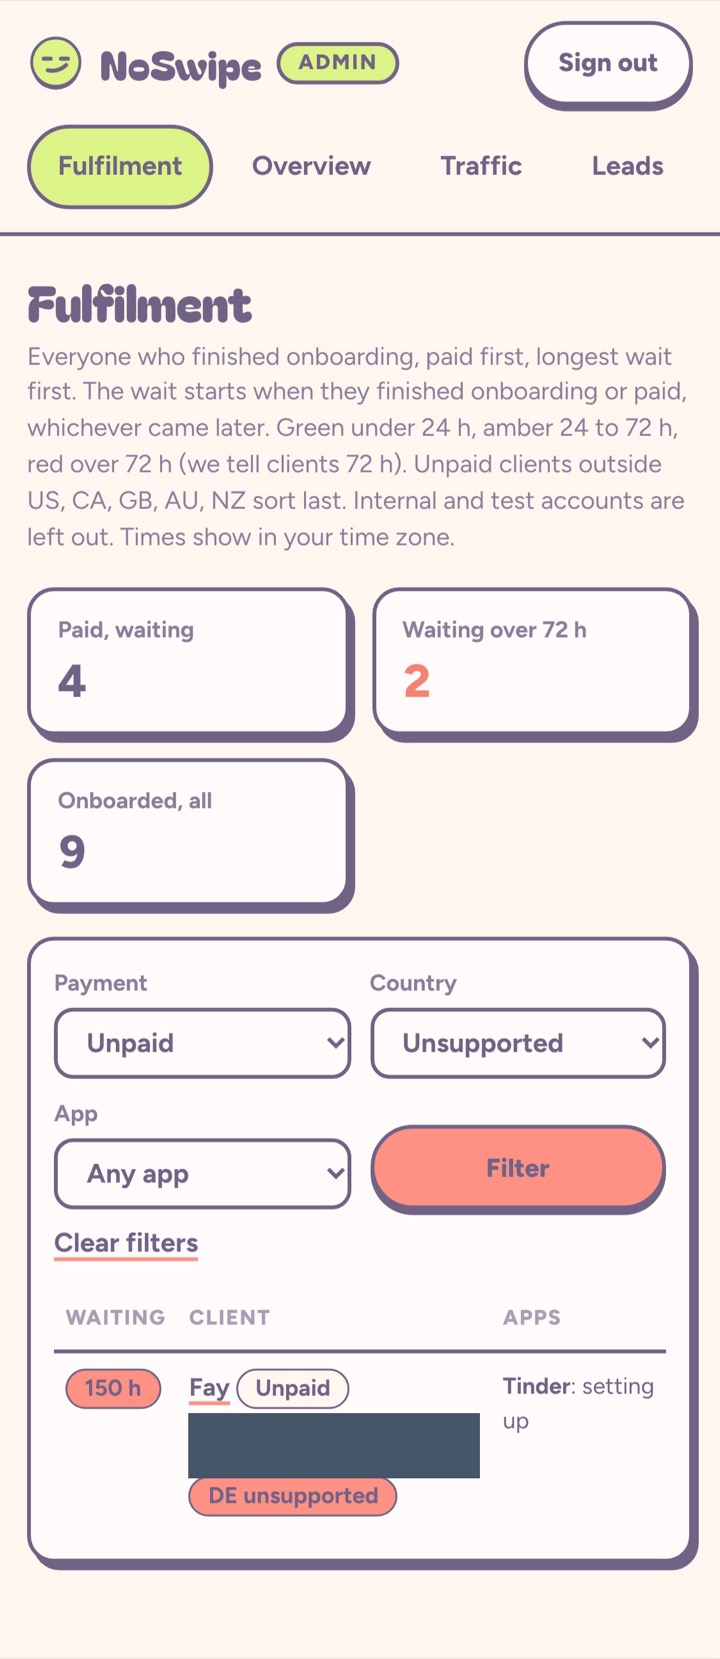 NoSwipe ADMIN Sign out
Fulfilment Overview Traffic Leads
Fulfilment
Everyone who finished onboarding, paid first, longest wait
first. The wait starts when they finished onboarding or paid,
whichever came later. Green under 24 h, amber 24 to 72 h,
red over 72 h (we tell clients 72 h). Unpaid clients outside
US, CA, GB, AU, NZ sort last. Internal and test accounts are
left out. Times show in your time zone.
Paid, waiting
4
Waiting over 72 h
2
Onboarded, all
9
Payment
Unpaid
Country
Unsupported
App
Any app
Filter
Clear filters
WAITING CLIENT APPS
150 h Fay Unpaid Tinder: setting
up
DE unsupported